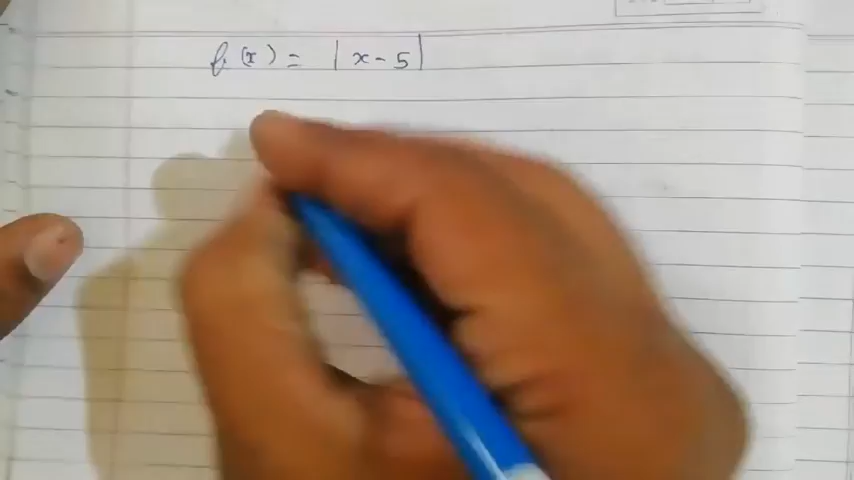 f(x) = |x-5|